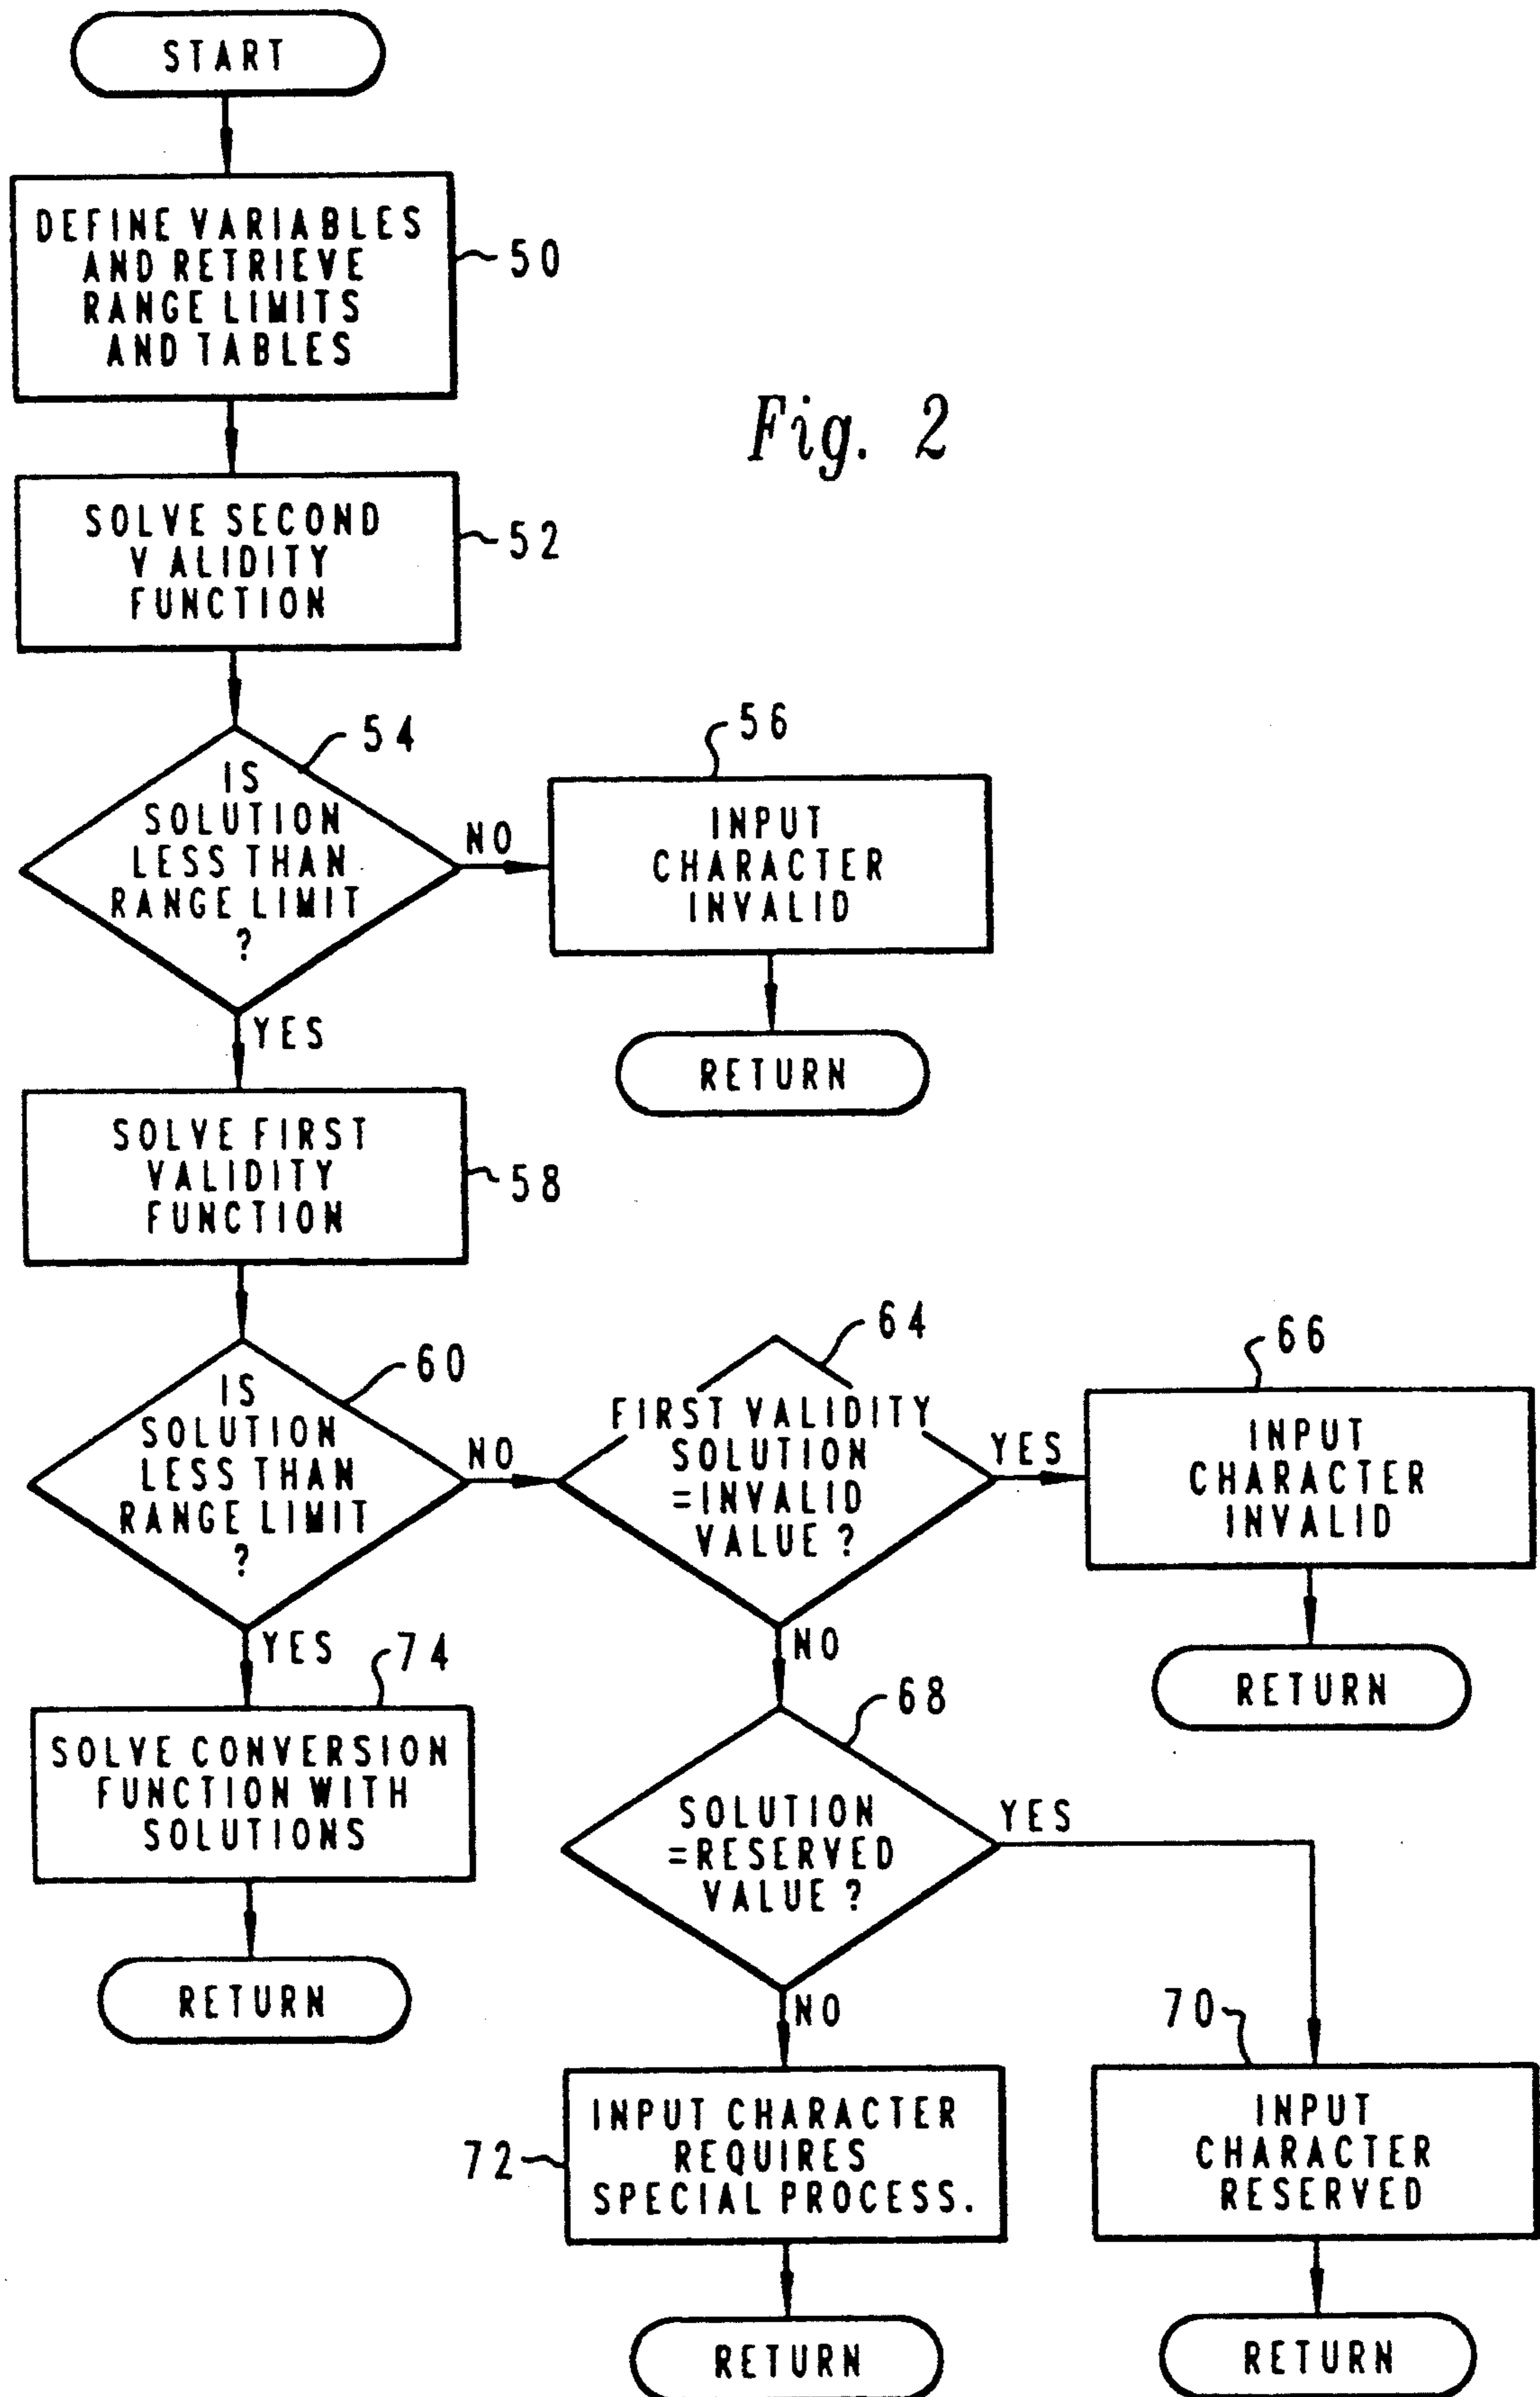 START
DEFINE VARIABLES
AND RETRIEVE
RANGE LIMITS
AND TABLES
50
Fig. 2
SOLVE SECOND
VALIDITY
FUNCTION
52
54
IS
SOLUTION
LESS THAN
RANGE LIMIT
?
NO
56
INPUT
CHARACTER
INVALID
RETURN
YES
SOLVE FIRST
VALIDITY
FUNCTION
58
60
IS
SOLUTION
LESS THAN
RANGE LIMIT
?
NO
64
FIRST VALIDITY
SOLUTION
=INVALID
VALUE ?
YES
66
INPUT
CHARACTER
INVALID
RETURN
YES
74
SOLVE CONVERSION
FUNCTION WITH
SOLUTIONS
RETURN
NO
68
SOLUTION
=RESERVED
VALUE ?
YES
NO
72
INPUT CHARACTER
REQUIRES
SPECIAL PROCESS.
RETURN
70
INPUT
CHARACTER
RESERVED
RETURN